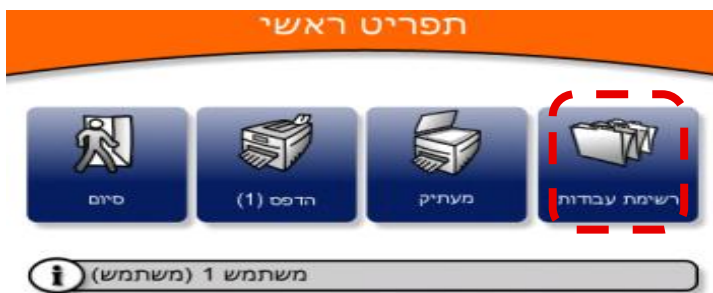 תפריט ראשי
רשימת עבודות
מעתיק
הדפס (1)
סיום
משתמש 1 (משתמש)